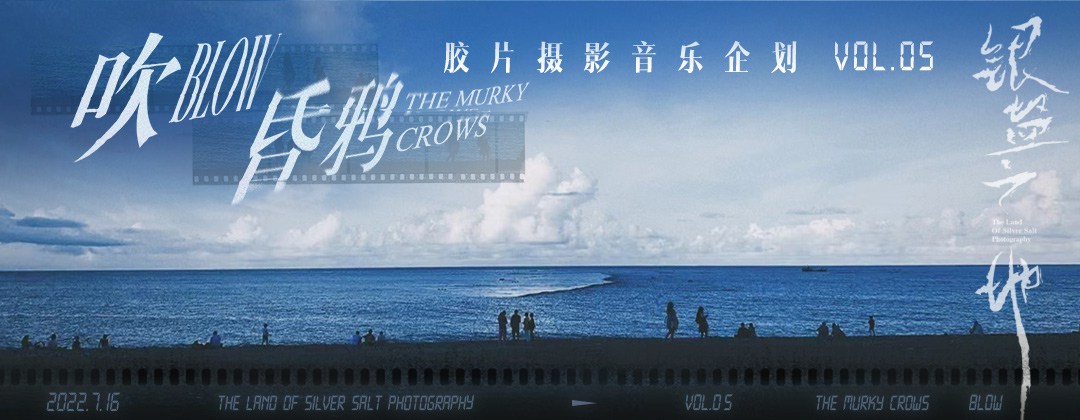 吹 BLOW
昏鸦 THE MURKY
CROWS
胶片摄影音乐企划 VOL.05
银盐之地
The Land
Of Silver Salt
Photography
2022.7.16 THE LAND OF SILVER SALT PHOTOGRAPHY VOL.05 THE MURKY CROWS BLOW